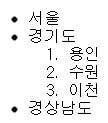 • 서울
• 경기도
1. 용인
2. 수원
3. 이천
• 경상남도